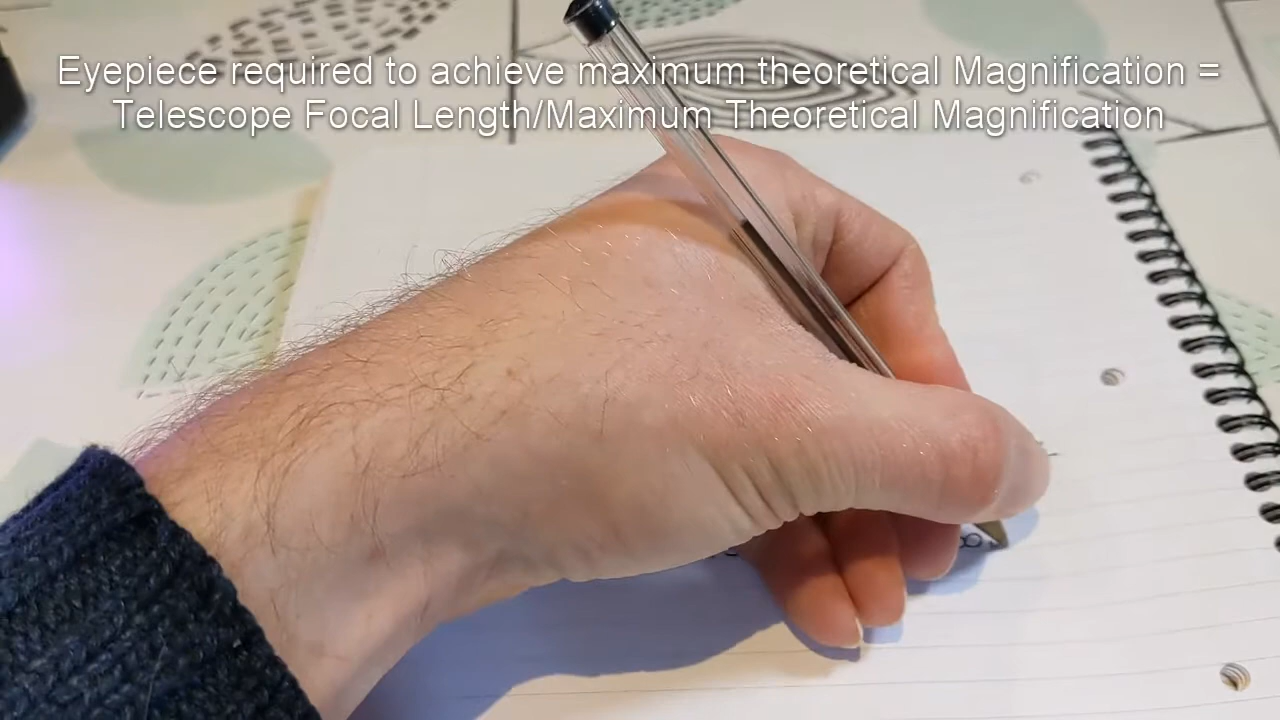 Eyepiece required to achieve maximum theoretical Magnification =
Telescope Focal Length/Maximum Theoretical Magnification